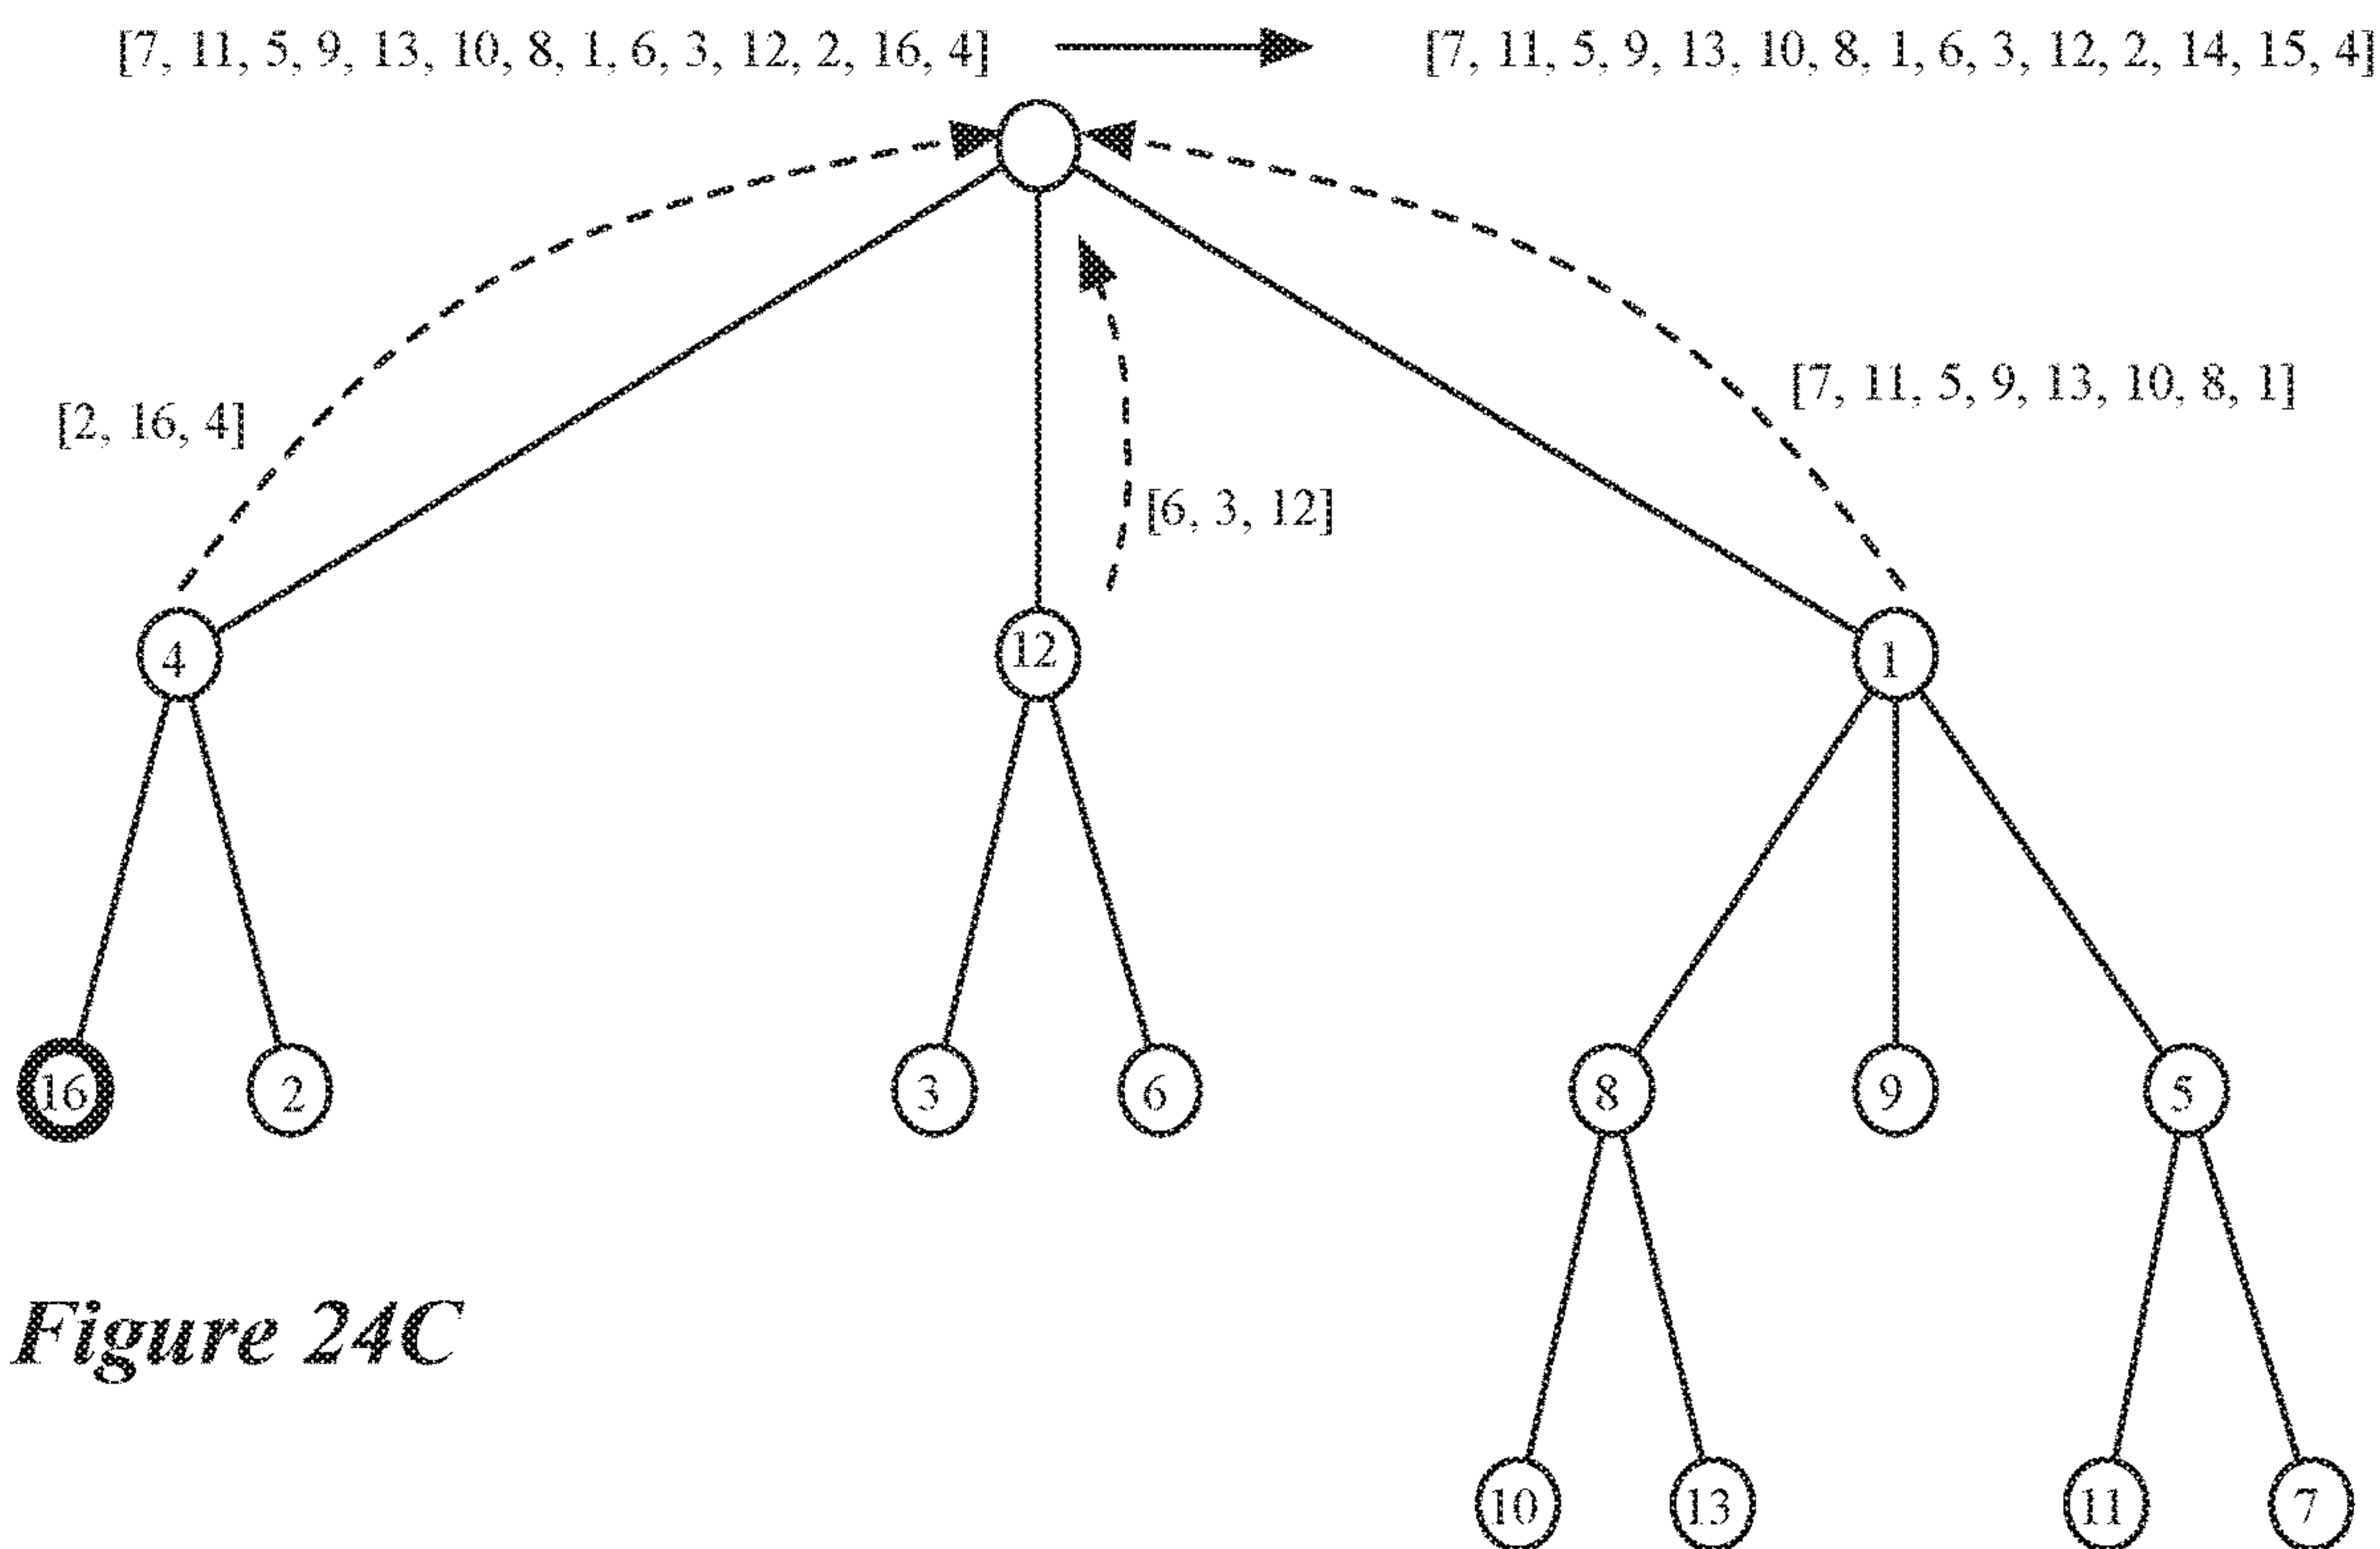 [7, 11, 5, 9, 13, 10, 8, 1, 6, 3, 12, 2, 16, 4]
[7, 11, 5, 9, 13, 10, 8, 1, 6, 3, 12, 2, 14, 15, 4]
[7, 11, 5, 9, 13, 10, 8, 1]
[2, 16, 4]
[6, 3, 12]
4
12
1
16
2
3
6
8
9
5
Figure 24C
10
13
11
7